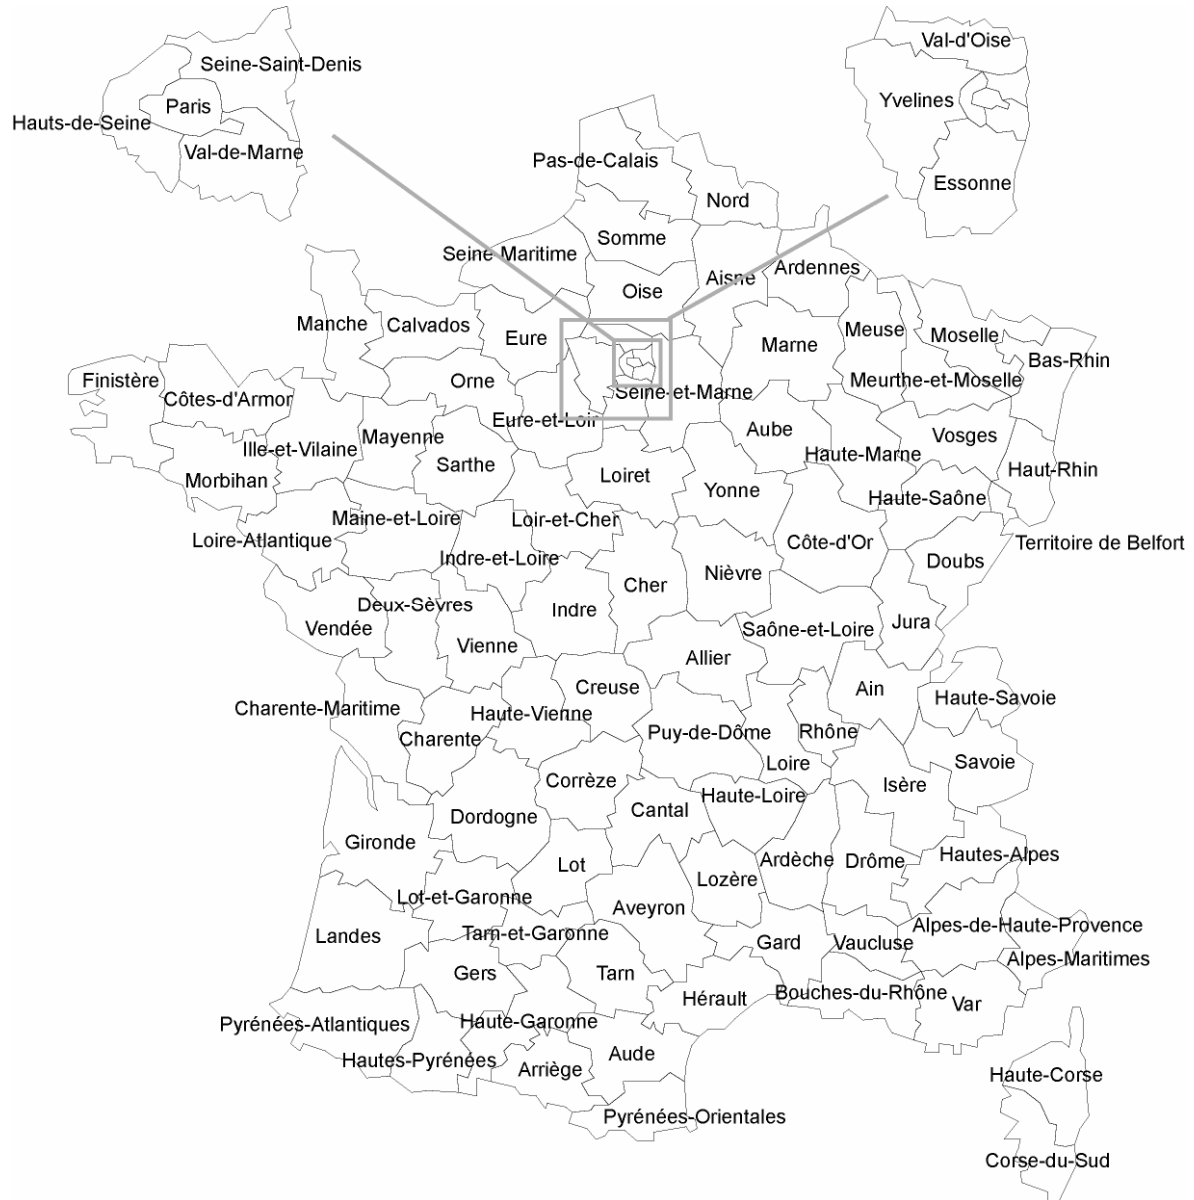 Val-d'Oise
Seine-Saint-Denis
Yvelines
Paris
Hauts-de-Seine
Val-de-Marne
Pas-de-Calais
Essonne
Nord
Somme
Seine Maritime
Ardennes
Aisne
Oise
Manche
Calvados
Meuse
Moselle
Eure
Marne
Bas-Rhin
Finistère
Orne
Meurthe-et-Moselle
Seine-et-Marne
Côtes-d'Armor
Eure-et-Loir
Aube
Mayenne
Vosges
Ille-et-Vilaine
Haute-Marne
Sarthe
Haut-Rhin
Loiret
Morbihan
Yonne
Haute-Saône
Maine-et-Loire
Loir-et-Cher
Loire-Atlantique
Côte-d'Or
Territoire de Belfort
Indre-et-Loire
Doubs
Nièvre
Cher
Deux-Sèvres
Indre
Jura
Vendée
Saône-et-Loire
Vienne
Allier
Creuse
Ain
Haute-Savoie
Charente-Maritime
Haute-Vienne
Puy-de-Dôme
Rhône
Charente
Loire
Savoie
Corrèze
Isère
Haute-Loire
Cantal
Dordogne
Gironde
Hautes-Alpes
Ardèche
Drôme
Lot
Lozère
Lot-et-Garonne
Aveyron
Alpes-de-Haute-Provence
Landes
Tarn-et-Garonne
Gard
Vaucluse
Alpes-Maritimes
Gers
Tarn
Bouches-du-Rhône
Hérault
Var
Pyrénées-Atlantiques
Haute-Garonne
Aude
Hautes-Pyrénées
Arriège
Haute-Corse
Pyrénées-Orientales
Corse-du-Sud